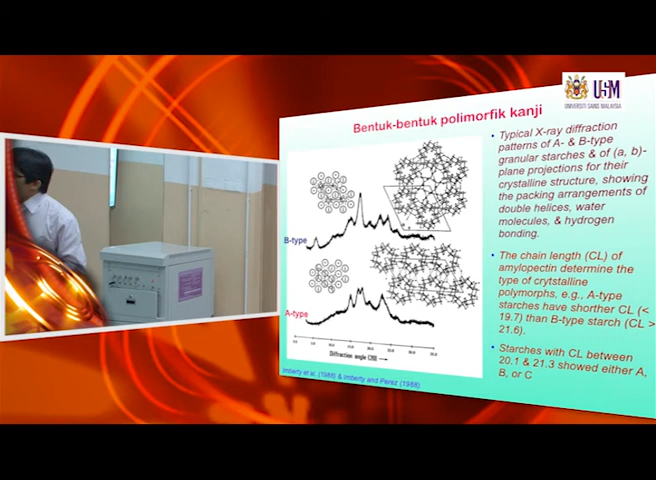 USM
UNIVERSITI SAINS MALAYSIA
Bentuk-bentuk polimorfik kanji
B-type
A-type
Diffraction angle (2θ)
Imberty et al. (1988) & Imberty and Perez (1988)
• Typical X-ray diffraction
patterns of A- & B-type
granular starches & of (a, b)-
plane projections for their
crystalline structure, showing
the packing arrangements of
double helices, water
molecules, & hydrogen
bonding.
• The chain length (CL) of
amylopectin determine the
type of crytstalline
polymorphs, e.g., A-type
starches have shorther CL (<
19.7) than B-type starch (CL >
21.6).
• Starches with CL between
20.1 & 21.3 showed either A,
B, or C